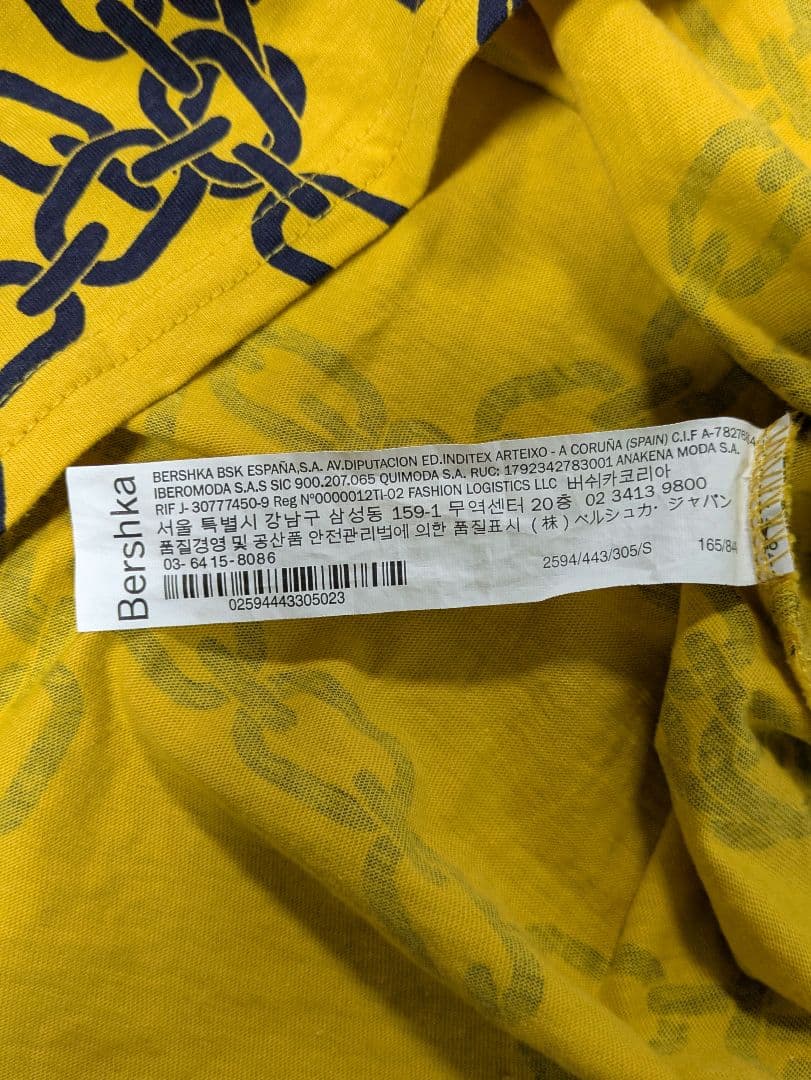 Bershka
BERSHKA BSK ESPAÑA,S.A. AV.DIPUTACION ED.INDITEX ARTEIXO - A CORUÑA (SPAIN) C.I.F
IBEROMODA S.A.S SIC 900.207.065 QUIMODA S.A. RUC: 1792342783001 ANAKENA MODA S.A.
RIF J- 30777450-9 Reg Nº0000012TI-02 FASHION LOGISTICS LLC 버쉬카코리아
서울 특별시 강남구 삼성동 159-1 무역센터 20층 02 3413 9800
품질경영 및 공산품 안전관리법에 의한 품질표시 (株) ベルシュカ· ジャパン
03- 6415-8086
2594/443/305/S 165/84
02594443305023